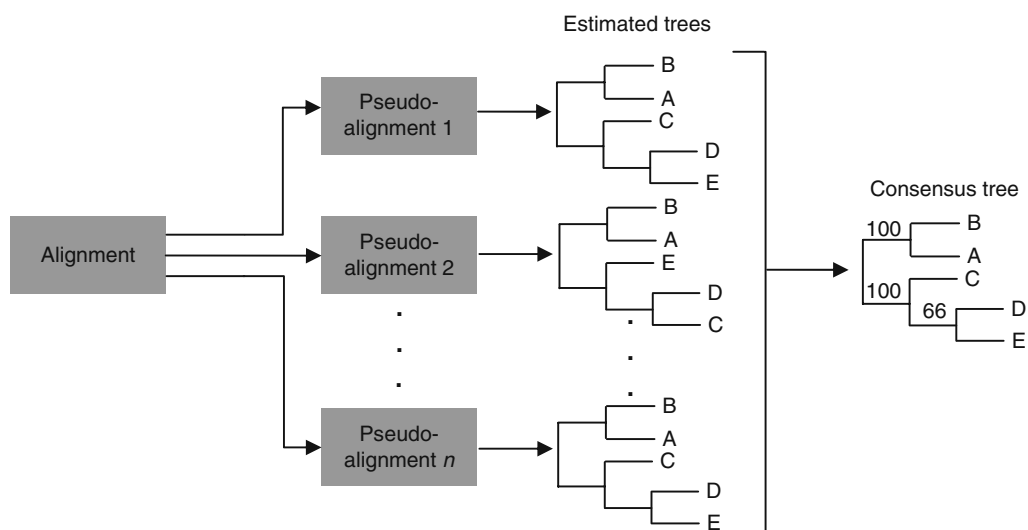 Estimated trees
B
A
C
D
E
Pseudo-
alignment 1
Alignment
B
A
E
D
C
Pseudo-
alignment 2
B
A
C
D
E
Pseudo-
alignment n
Consensus tree
100
B
A
100
C
66
D
E